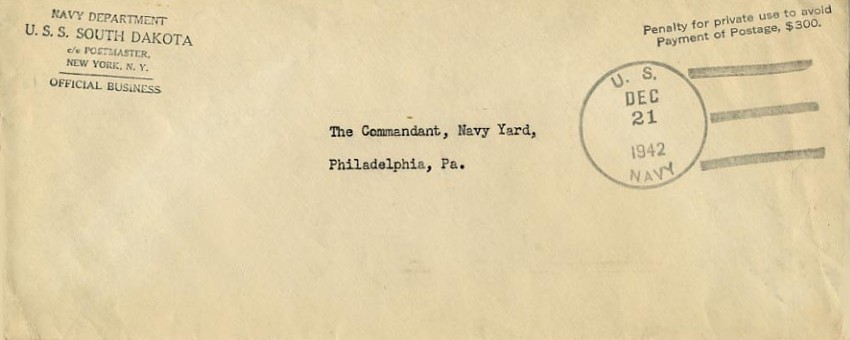 NAVY DEPARTMENT
U. S. S. SOUTH DAKOTA
c/o POSTMASTER,
NEW YORK, N. Y.
OFFICIAL BUSINESS
Penalty for private use to avoid
Payment of Postage, $300.
U. S.
DEC
21
1942
NAVY
The Commandant, Navy Yard,
Philadelphia, Pa.